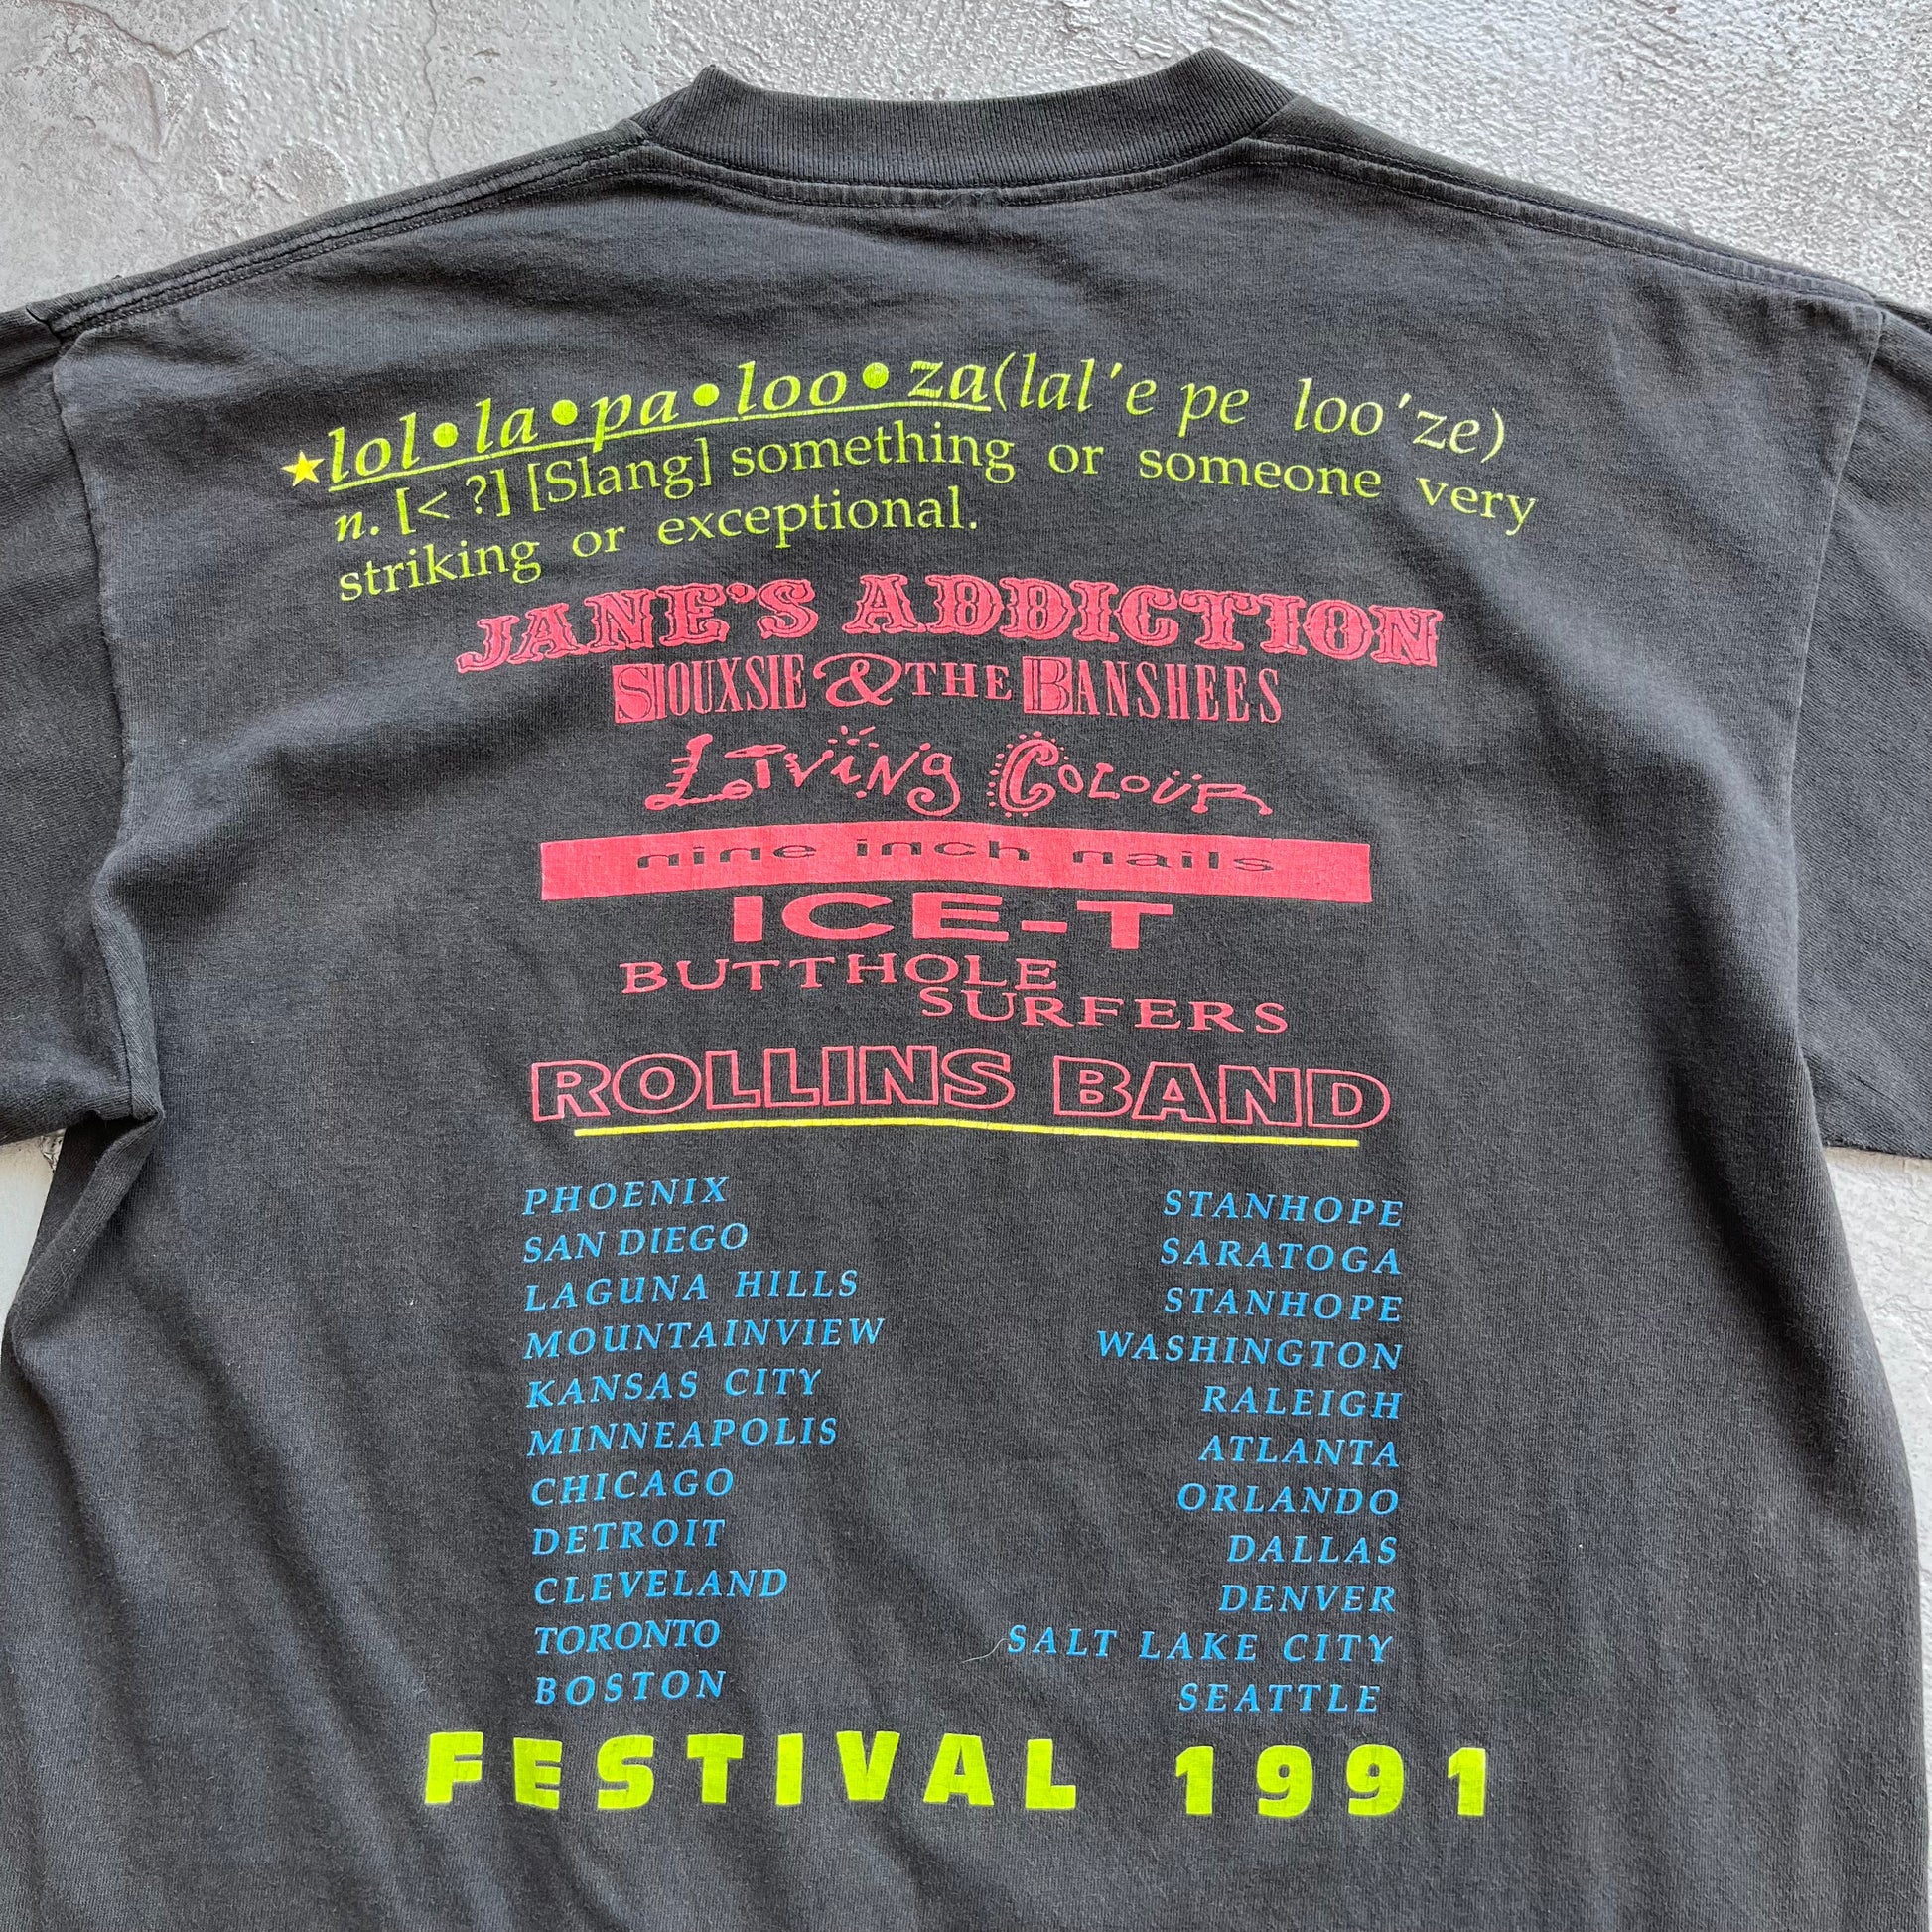 ★lol•la•pa•loo•za(lal'e pe loo'ze)
n. [< ?] [Slang] something or someone very
striking or exceptional.
JANE'S ADDICTION
SIOUXSIE & THE BANSHEES
LIVING COLOUR
nine inch nails
ICE-T
BUTTHOLE
SURFERS
ROLLINS BAND
PHOENIX
SAN DIEGO
LAGUNA HILLS
MOUNTAINVIEW
KANSAS CITY
MINNEAPOLIS
CHICAGO
DETROIT
CLEVELAND
TORONTO
BOSTON
STANHOPE
SARATOGA
STANHOPE
WASHINGTON
RALEIGH
ATLANTA
ORLANDO
DALLAS
DENVER
SALT LAKE CITY
SEATTLE
FESTIVAL 1991